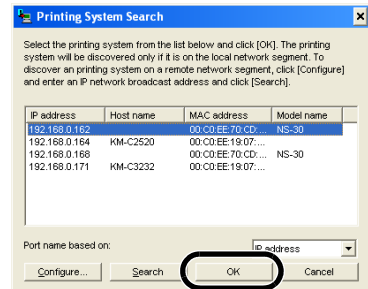 Printing System Search
Select the printing system from the list below and click [OK]. The printing
system will be discovered only if it is on the local network segment. To
discover an printing system on a remote network segment, click [Configure]
and enter an IP network broadcast address and click [Search].
IP address Host name MAC address Model name
192.168.0.162 00:C0:EE:70:CD:... NS-30
192.168.0.164 KM-C2520 00:C0:EE:19:07:...
192.168.0.168 00:C0:EE:70:CD:... NS-30
192.168.0.171 KM-C3232 00:C0:EE:19:07:...
Port name based on: IP address
Configure... Search OK Cancel